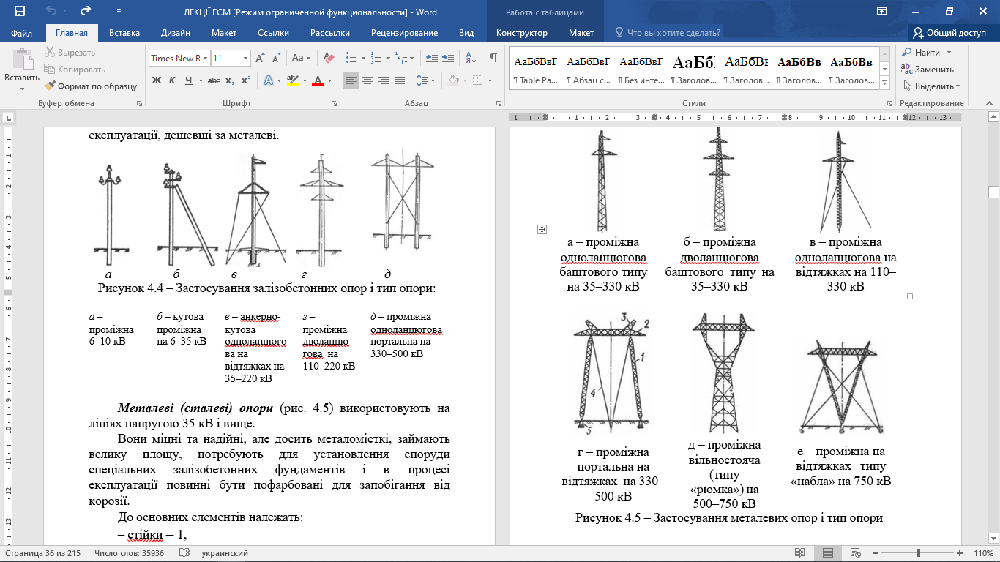 ЛЕКЦІЇ ЕСМ [Режим ограниченной функциональности] - Word
Работа с таблицами
Файл
Главная
Вставка
Дизайн
Макет
Ссылки
Рассылки
Рецензирование
Вид
Конструктор
Макет
Что вы хотите сделать?
Общий доступ
Вставить
Вырезать
Копировать
Формат по образцу
Буфер обмена
Times New R
11
Aa
Ж К Ч abc x₂ x²
Шрифт
Абзац
АаБбВвГ
АаБбВвГ
АаБбВвГ
АаБб.
АаБбВ
АаБбВв
АаБбВв.
¶ Table Pa...
¶ Абзац с...
¶ Без инте...
¶ Заголов...
¶ Заголов...
¶ Заголов...
¶ Заголов...
Стили
Найти
Заменить
Выделить
Редактирование
експлуатації, дешевші за металеві.
а б в г д
Рисунок 4.4 – Застосування залізобетонних опор і тип опори:
а –
проміжна
6–10 кВ
б – кутова
проміжна
на 6–35 кВ
в – анкерно-
кутова
одноланцюго-
ва на
відтяжках на
35–220 кВ
г –
проміжна
дволанцю-
гова на
110–220 кВ
д – проміжна
одноланцюгова
портальна на
330–500 кВ
Металеві (сталеві) опори (рис. 4.5) використовують на
лініях напругою 35 кВ і вище.
Вони міцні та надійні, але досить металомісткі, займають
велику площу, потребують для установлення споруди
спеціальних залізобетонних фундаментів і в процесі
експлуатації повинні бути пофарбовані для запобігання від
корозії.
До основних елементів належать:
– стійки – 1,
а – проміжна
одноланцюгова
баштового типу
на 35–330 кВ
б – проміжна
дволанцюгова
баштового типу на
35–330 кВ
в – проміжна
одноланцюгова на
відтяжках на 110–
330 кВ
3
2
1
4
5
г – проміжна
портальна на
відтяжках на 330–
500 кВ
д – проміжна
вільностояча
(типу
«рюмка») на
500–750 кВ
е – проміжна на
відтяжках типу
«набла» на 750 кВ
Рисунок 4.5 – Застосування металевих опор і тип опори
Страница 36 из 215
Число слов: 35936
украинский
110%